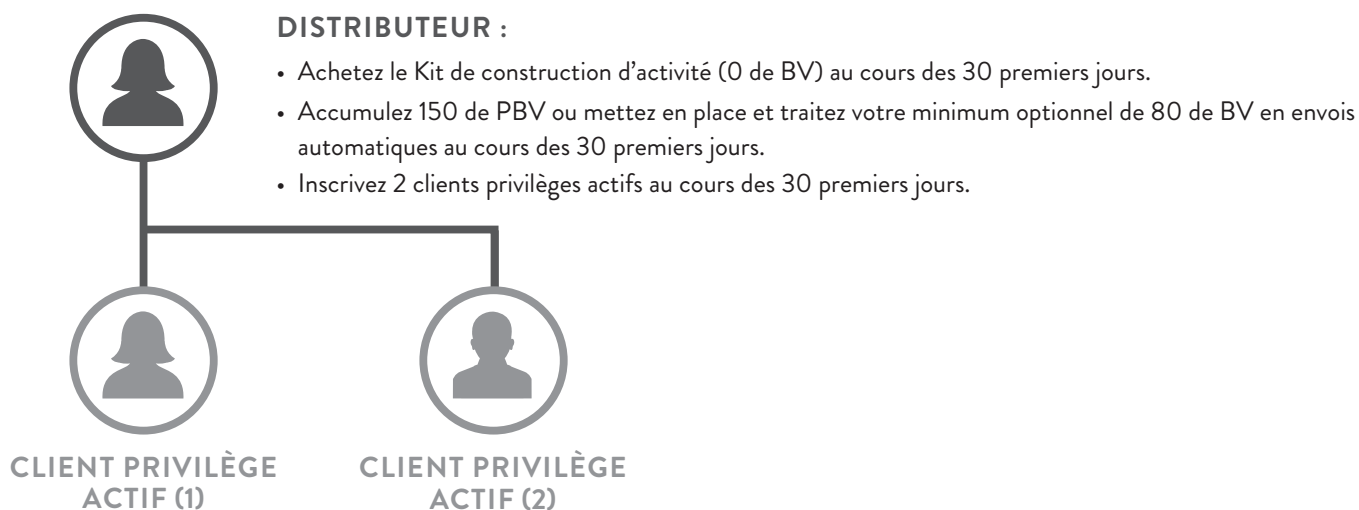 DISTRIBUTEUR :
• Achetez le Kit de construction d'activité (0 de BV) au cours des 30 premiers jours.
• Accumulez 150 de PBV ou mettez en place et traitez votre minimum optionnel de 80 de BV en envois
automatiques au cours des 30 premiers jours.
• Inscrivez 2 clients privilèges actifs au cours des 30 premiers jours.
CLIENT PRIVILÈGE
ACTIF (1)
CLIENT PRIVILÈGE
ACTIF (2)